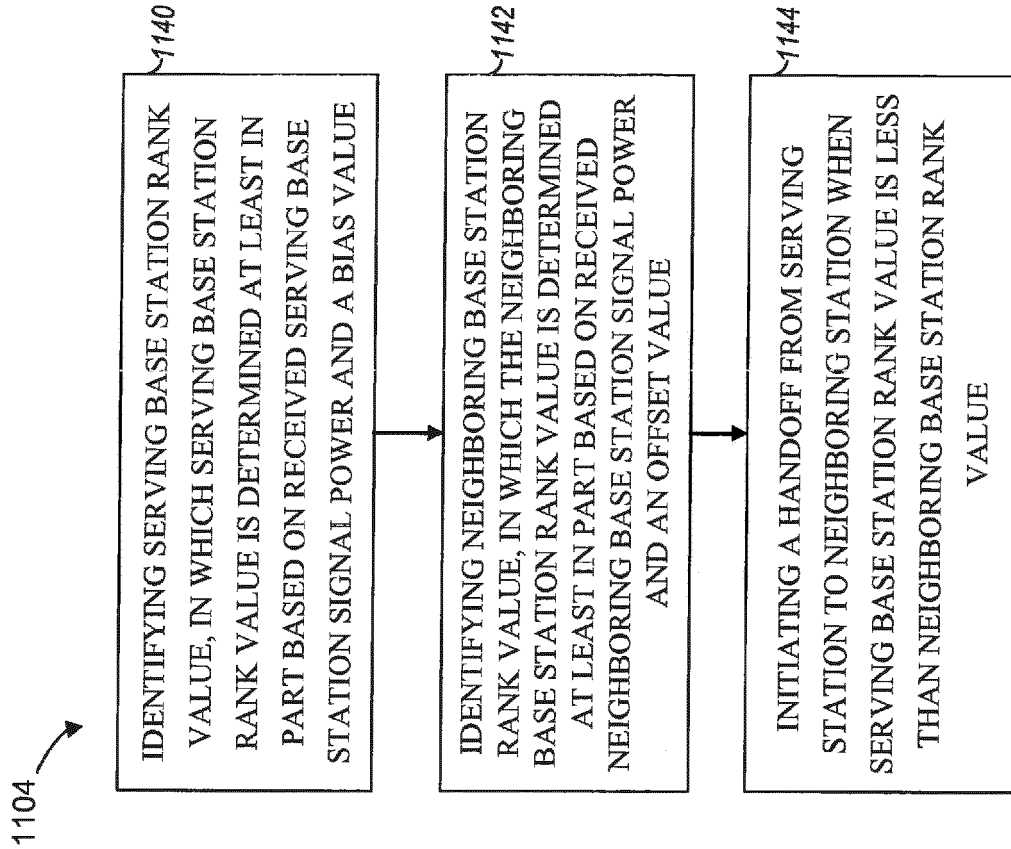 1104
1140
IDENTIFYING SERVING BASE STATION RANK
VALUE, IN WHICH SERVING BASE STATION
RANK VALUE IS DETERMINED AT LEAST IN
PART BASED ON RECEIVED SERVING BASE
STATION SIGNAL POWER AND A BIAS VALUE
1142
IDENTIFYING NEIGHBORING BASE STATION
RANK VALUE, IN WHICH THE NEIGHBORING
BASE STATION RANK VALUE IS DETERMINED
AT LEAST IN PART BASED ON RECEIVED
NEIGHBORING BASE STATION SIGNAL POWER
AND AN OFFSET VALUE
1144
INITIATING A HANDOFF FROM SERVING
STATION TO NEIGHBORING STATION WHEN
SERVING BASE STATION RANK VALUE IS LESS
THAN NEIGHBORING BASE STATION RANK
VALUE